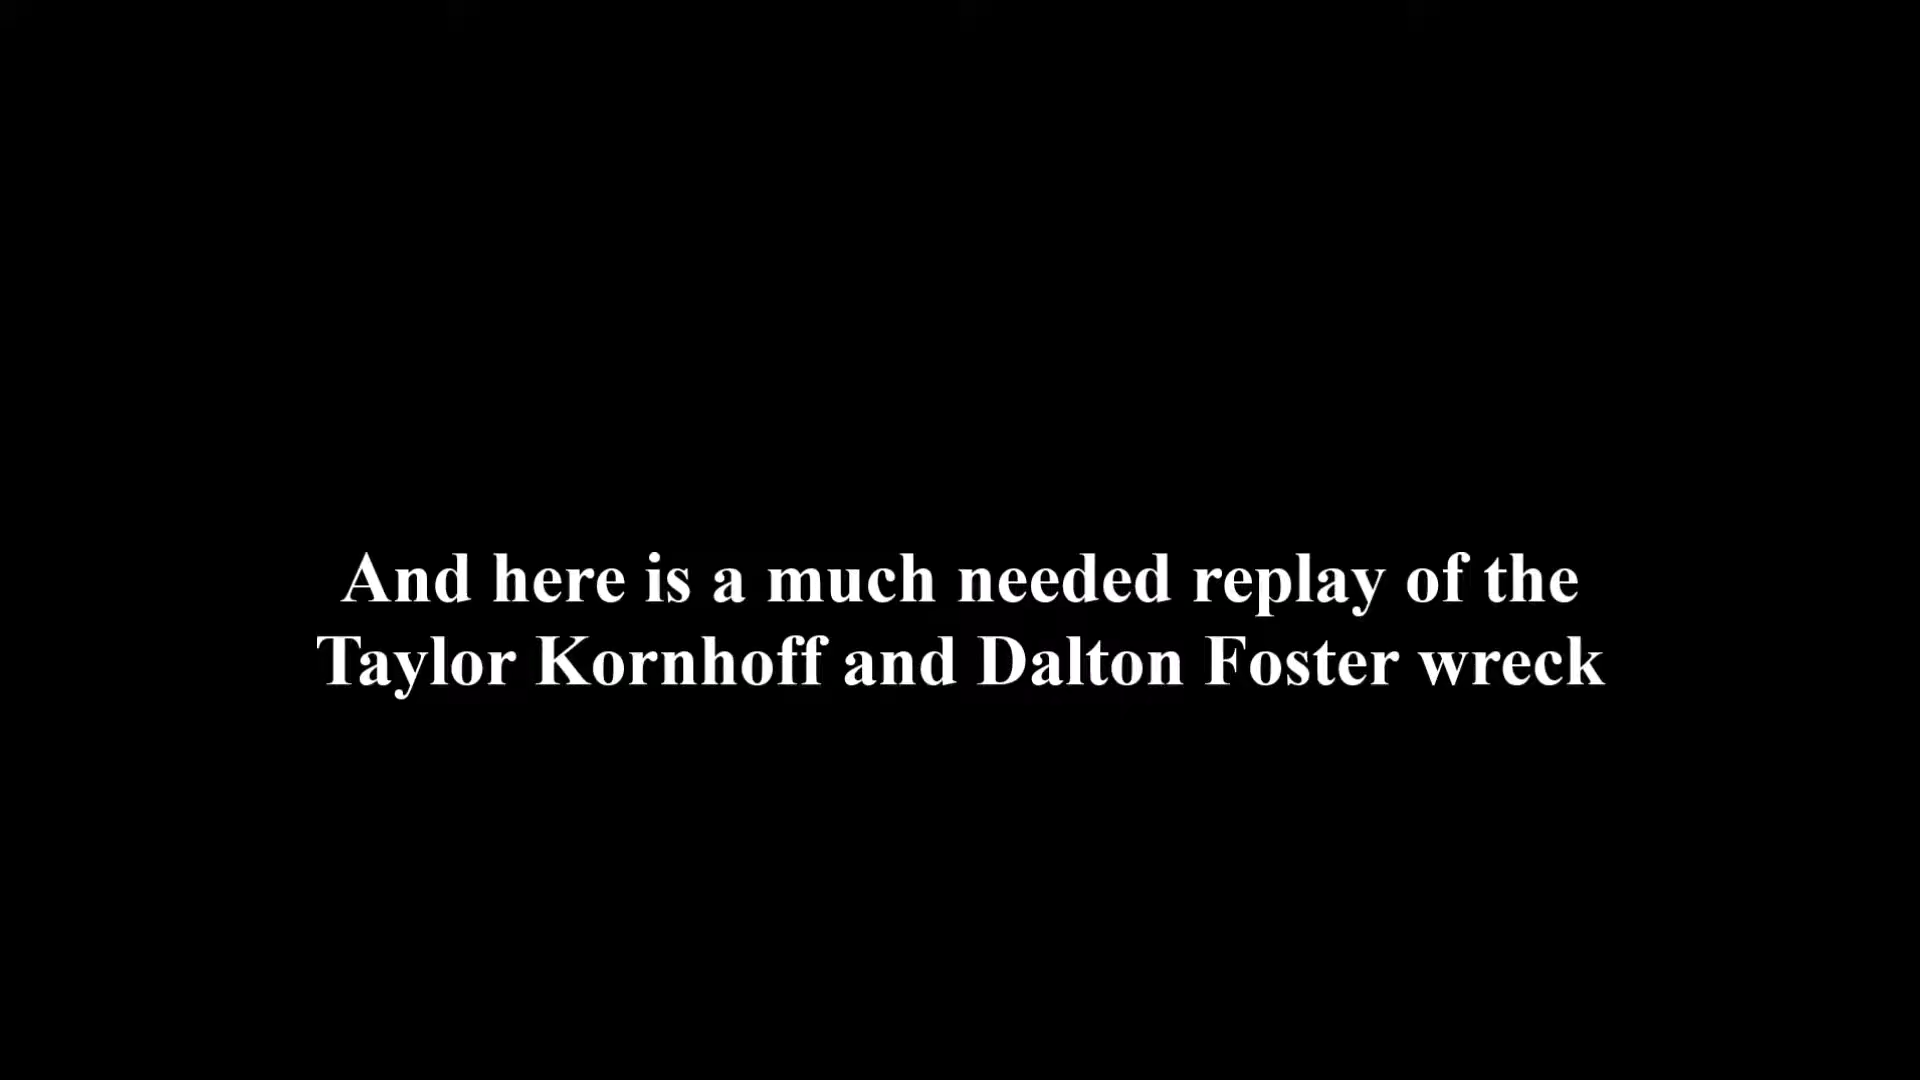 And here is a much needed replay of the
Taylor Kornhoff and Dalton Foster wreck